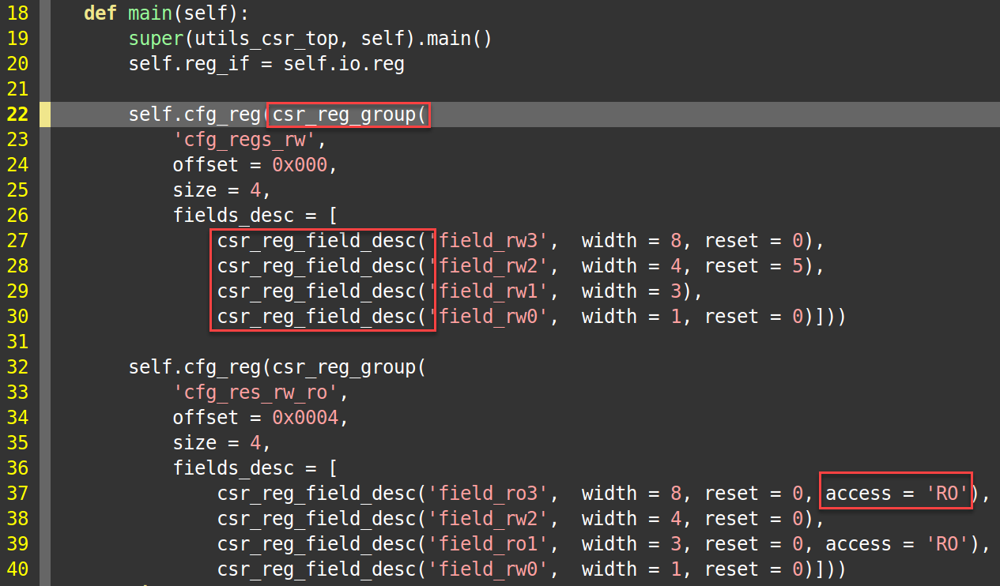 18 def main(self):
19 super(utils_csr_top, self).main()
20 self.reg_if = self.io.reg
21
22 self.cfg_reg(csr_reg_group(
23 'cfg_regs_rw',
24 offset = 0x000,
25 size = 4,
26 fields_desc = [
27 csr_reg_field_desc('field_rw3', width = 8, reset = 0),
28 csr_reg_field_desc('field_rw2', width = 4, reset = 5),
29 csr_reg_field_desc('field_rw1', width = 3),
30 csr_reg_field_desc('field_rw0', width = 1, reset = 0)]))
31
32 self.cfg_reg(csr_reg_group(
33 'cfg_res_rw_ro',
34 offset = 0x0004,
35 size = 4,
36 fields_desc = [
37 csr_reg_field_desc('field_ro3', width = 8, reset = 0, access = 'RO'),
38 csr_reg_field_desc('field_rw2', width = 4, reset = 0),
39 csr_reg_field_desc('field_ro1', width = 3, reset = 0, access = 'RO'),
40 csr_reg_field_desc('field_rw0', width = 1, reset = 0)]))